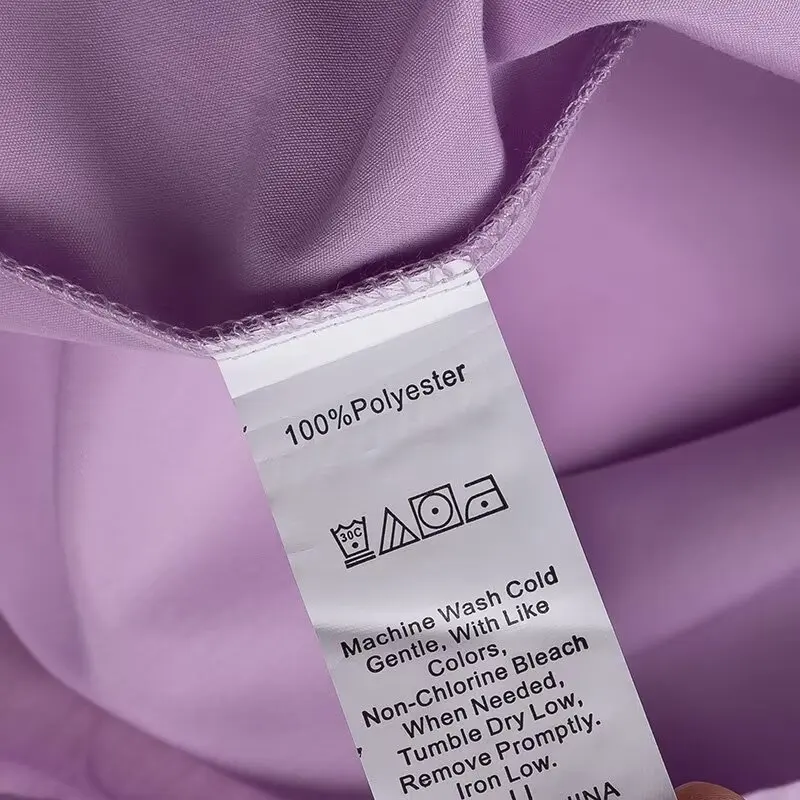 100%Polyester
30C
Machine Wash Cold
Gentle, With Like
Colors,
Non-Chlorine Bleach
When Needed,
Tumble Dry Low,
Remove Promptly.
Iron Low.